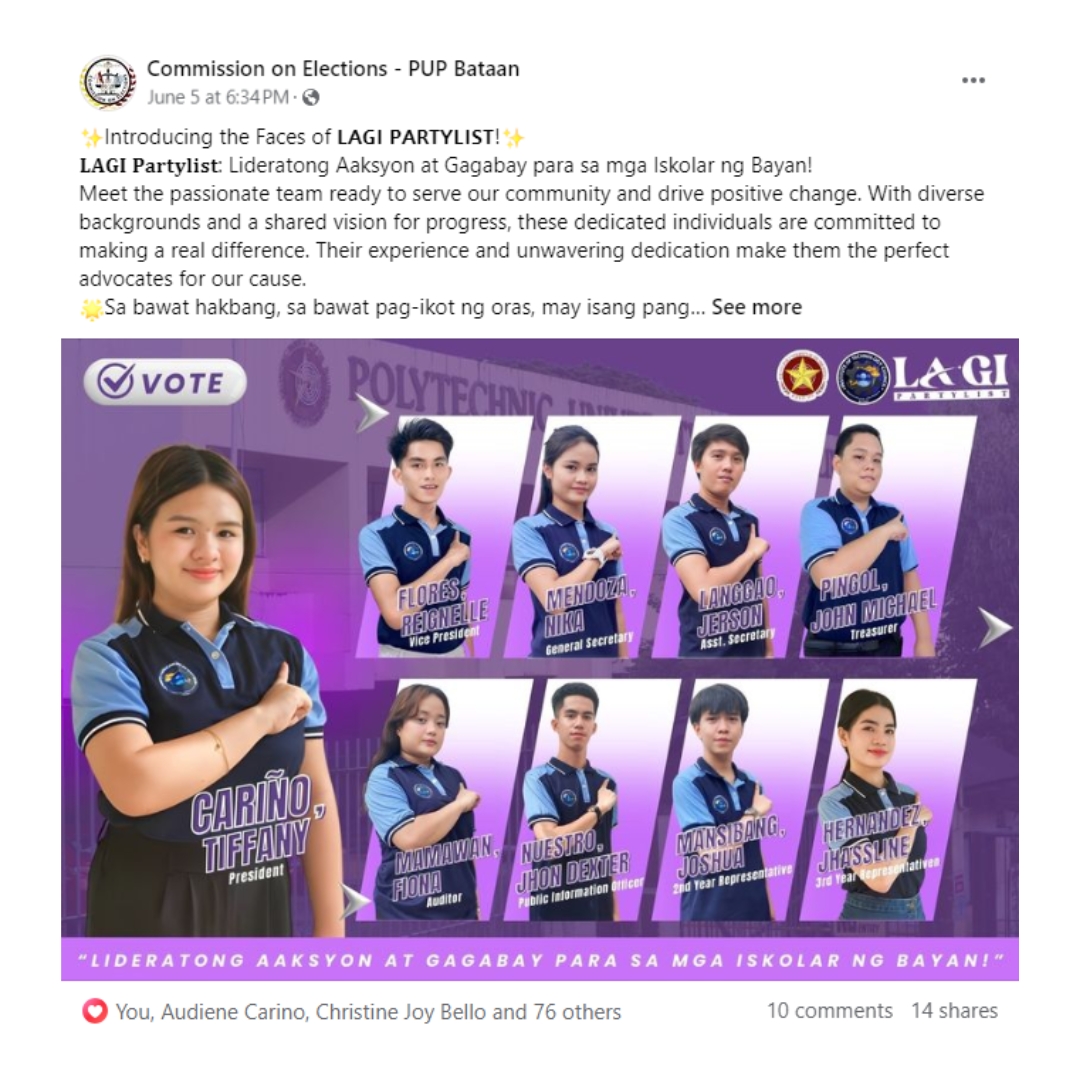 Commission on Elections - PUP Bataan
June 5 at 6:34 PM ·
✨Introducing the Faces of LAGI PARTYLIST!✨
LAGI Partylist: Lideratong Aaksyon at Gagabay para sa mga Iskolar ng Bayan!
Meet the passionate team ready to serve our community and drive positive change. With diverse
backgrounds and a shared vision for progress, these dedicated individuals are committed to
making a real difference. Their experience and unwavering dedication make them the perfect
advocates for our cause.
🌟Sa bawat hakbang, sa bawat pag-ikot ng oras, may isang pang... See more
VOTE
POLYTECHNIC
LAGI
PARTYLIST
FLORES,
REIGNELLE
Vice President
MENDOZA,
NIKA
General Secretary
LANGGAO,
JERSON
Asst. Secretary
PINGOL,
JOHN MICHAEL
Treasurer
CARIÑO,
TIFFANY
President
MAMAWAN,
FIONA
Auditor
NUESTRO,
JHON DEXTER
Public Information Officer
MANSIBANG,
JOSHUA
2nd Year Representative
HERNANDEZ,
JHASSLINE
3rd Year Representativen
"LIDERATONG AAKSYON AT GAGABAY PARA SA MGA ISKOLAR NG BAYAN!"
You, Audiene Carino, Christine Joy Bello and 76 others
10 comments 14 shares